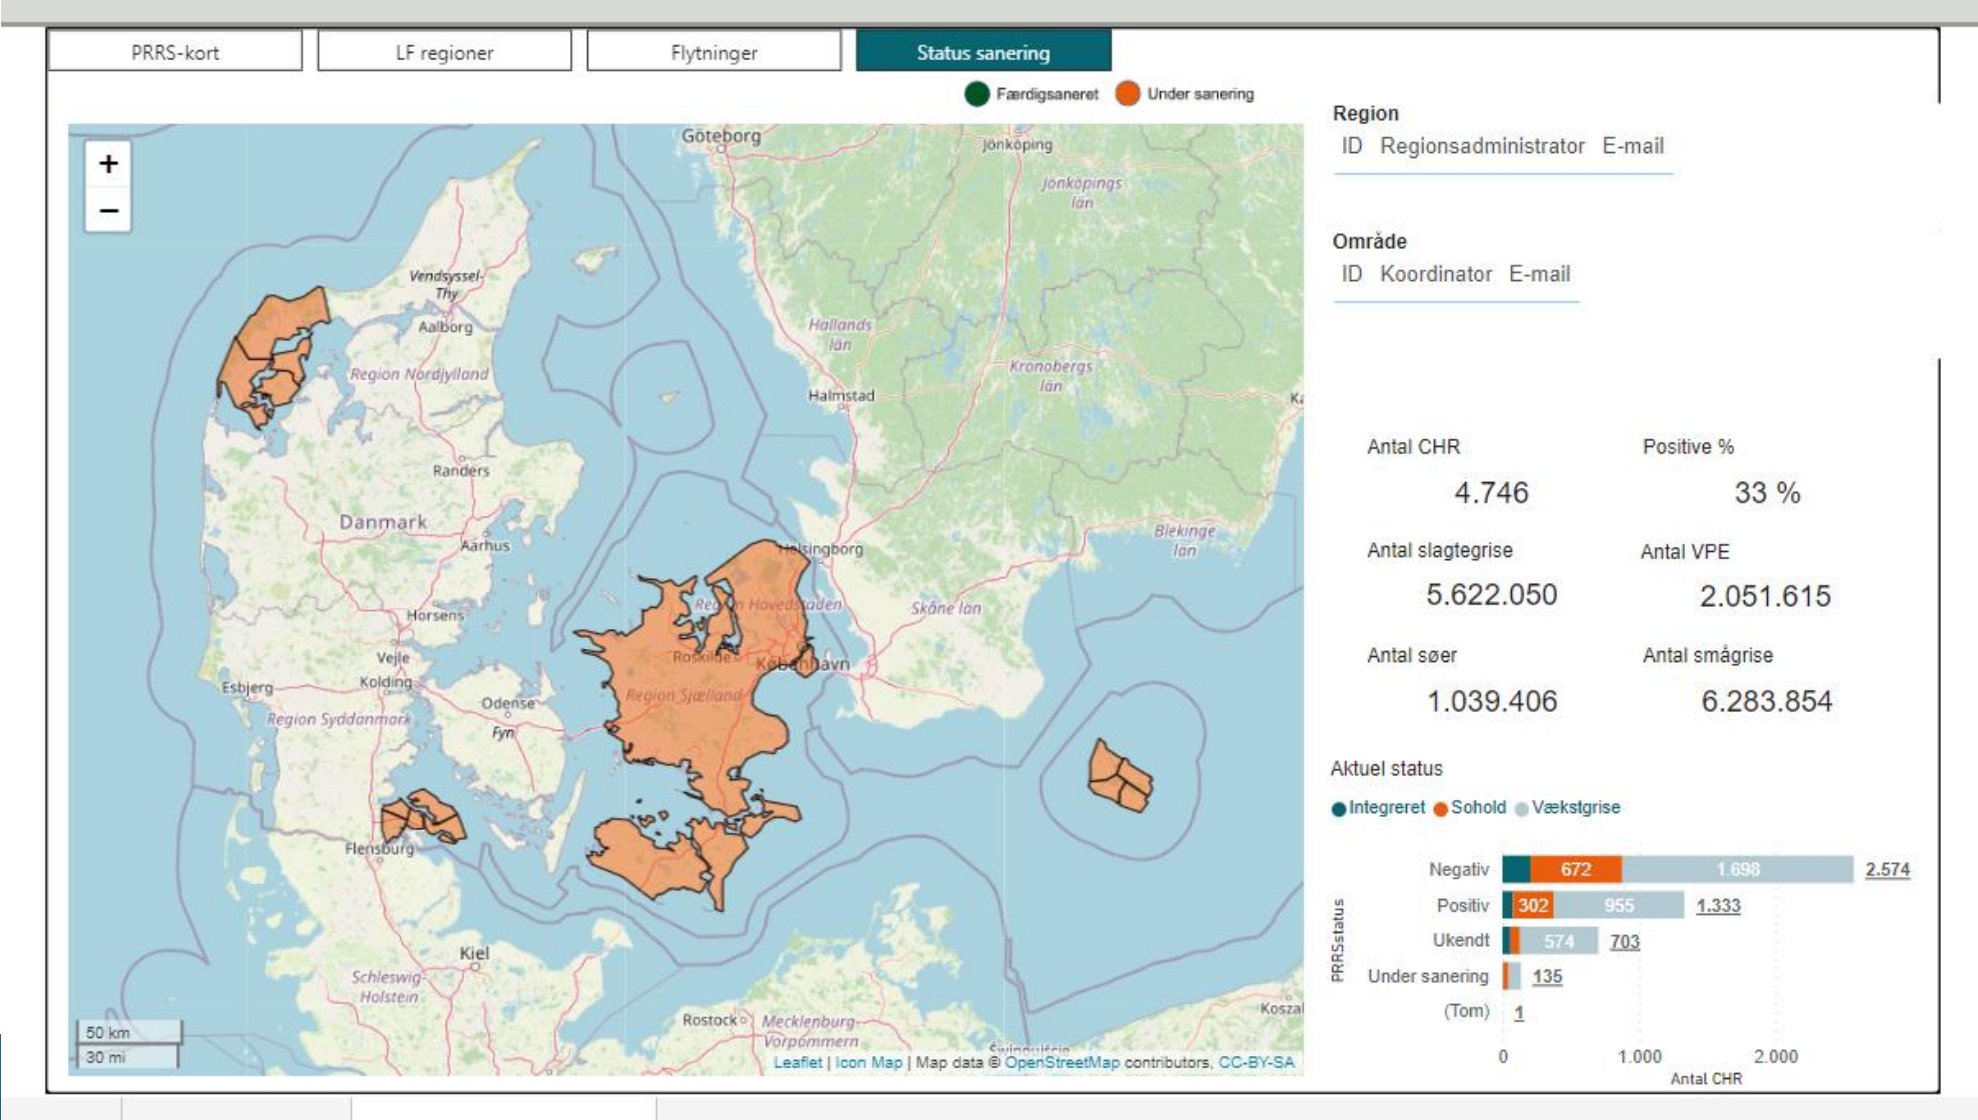 PRRS-kort
LF regioner
Flytninger
Status sanering
Færdigsaneret
Under sanering
+
−
Göteborg
Jönköping
Jönköpings
län
Vendsyssel-
Thy
Aalborg
Hallands
län
Kronobergs
län
Region Nordjylland
Halmstad
Randers
Danmark
Aarhus
Blekinge
län
Helsingborg
Region Hovedstaden
Skåne län
Horsens
Roskilde
København
Vejle
Kolding
Esbjerg
Region Sjælland
Odense
Region Syddanmark
Fyn
Flensburg
Kiel
Schleswig-
Holstein
Rostock
Mecklenburg-
Vorpommern
50 km
30 mi
Leaflet | Icon Map | Map data © OpenStreetMap contributors, CC-BY-SA
Region
ID Regionsadministrator E-mail
Område
ID Koordinator E-mail
Antal CHR
4.746
Positive %
33 %
Antal slagtegrise
5.622.050
Antal VPE
2.051.615
Antal søer
1.039.406
Antal smågrise
6.283.854
Aktuel status
Integreret Sohold Vækstgrise
PRRSstatus
Negativ 672 1.698 2.574
Positiv 302 955 1.333
Ukendt 574 703
Under sanering 135
(Tom) 1
0 1.000 2.000
Antal CHR